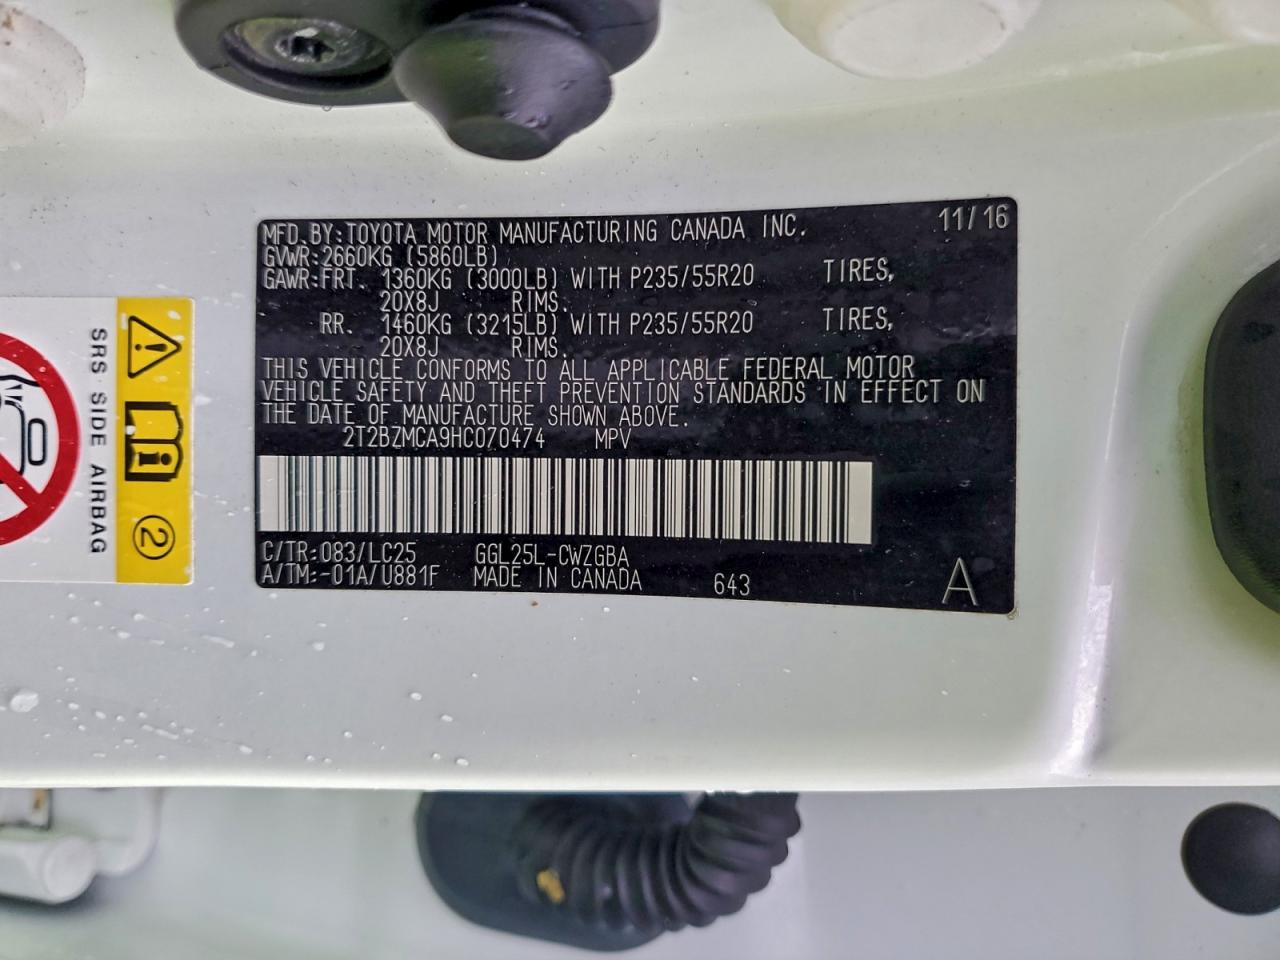 MFD.BY:TOYOTA MOTOR MANUFACTURING CANADA INC. 11/16
GVWR:2660KG (5860LB)
GAWR:FRT. 1360KG (3000LB) WITH P235/55R20 TIRES,
20X8J RIMS.
RR. 1460KG (3215LB) WITH P235/55R20 TIRES,
20X8J RIMS.
THIS VEHICLE CONFORMS TO ALL APPLICABLE FEDERAL MOTOR
VEHICLE SAFETY AND THEFT PREVENTION STANDARDS IN EFFECT ON
THE DATE OF MANUFACTURE SHOWN ABOVE.
2T2BZMCA9HC070474 MPV
C/TR:083/LC25 GGL25L-CWZGBA
A/TM:-01A/U881F MADE IN CANADA 643 A
SRS SIDE AIRBAG
2